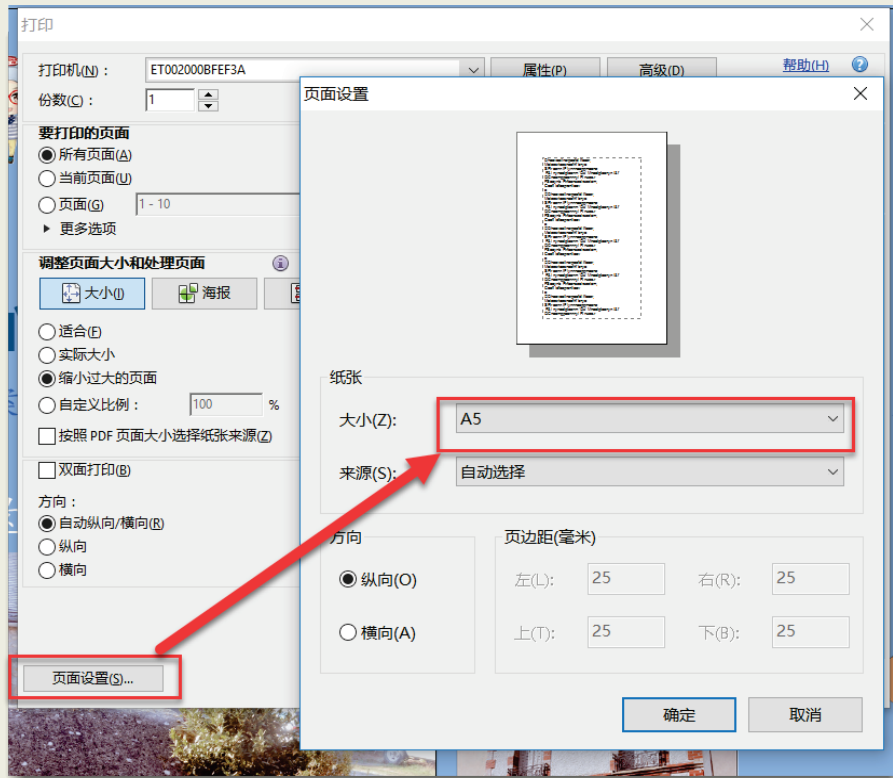 打印
打印机(N)：
ET002000BFEF3A
属性(P)
高级(D)
帮助(H)
份数(C)：
1
要打印的页面
所有页面(A)
当前页面(U)
页面(G)
1 - 10
更多选项
调整页面大小和处理页面
大小(I)
海报
适合(F)
实际大小
缩小过大的页面
自定义比例：
100
%
按照 PDF 页面大小选择纸张来源(Z)
双面打印(B)
方向：
自动纵向/横向(R)
纵向
横向
页面设置(S)...
页面设置
纸张
大小(Z):
A5
来源(S):
自动选择
方向
纵向(O)
横向(A)
页边距(毫米)
左(L):
25
右(R):
25
上(T):
25
下(B):
25
确定
取消